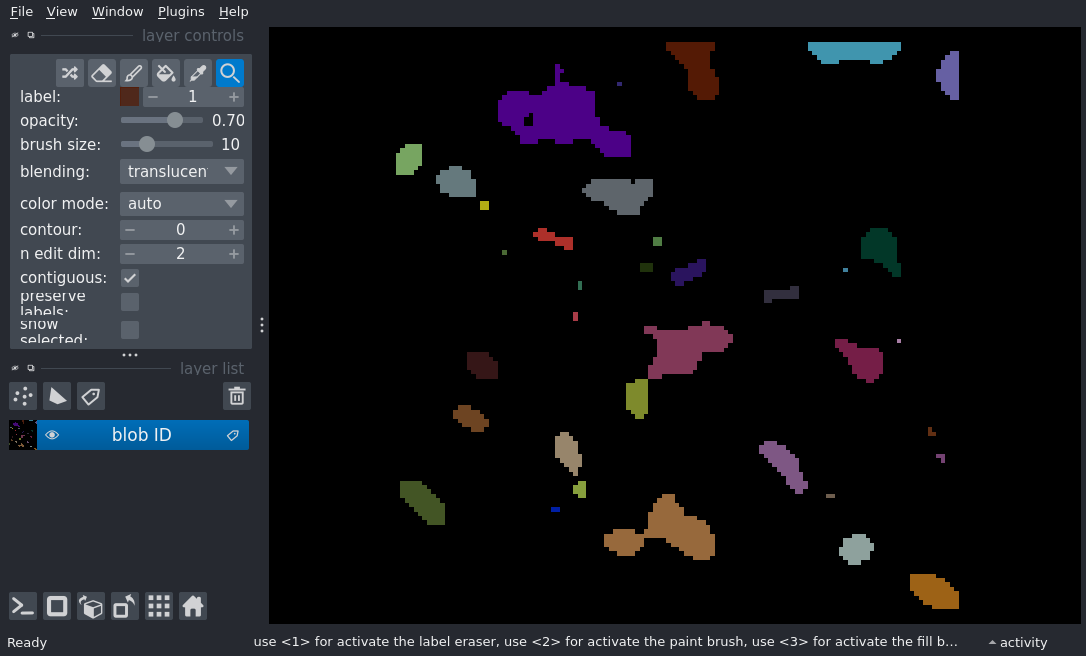 File View Window Plugins Help
layer controls
label: 1
opacity: 0.70
brush size: 10
blending: translucen
color mode: auto
contour: 0
n edit dim: 2
contiguous:
preserve
labels:
show
selected:
layer list
blob ID
Ready use <1> for activate the label eraser, use <2> for activate the paint brush, use <3> for activate the fill b... activity